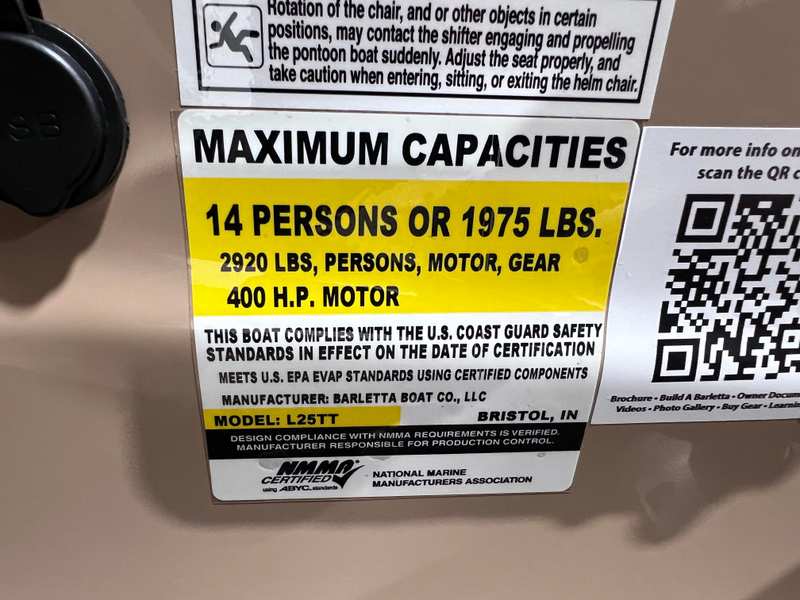 Rotation of the chair, and or other objects in certain
positions, may contact the shifter engaging and propelling
the pontoon boat suddenly. Adjust the seat properly, and
take caution when entering, sitting, or exiting the helm chair.
SB
MAXIMUM CAPACITIES
14 PERSONS OR 1975 LBS.
2920 LBS, PERSONS, MOTOR, GEAR
400 H.P. MOTOR
THIS BOAT COMPLIES WITH THE U.S. COAST GUARD SAFETY
STANDARDS IN EFFECT ON THE DATE OF CERTIFICATION
MEETS U.S. EPA EVAP STANDARDS USING CERTIFIED COMPONENTS
MANUFACTURER: BARLETTA BOAT CO., LLC
MODEL: L25TT BRISTOL, IN
DESIGN COMPLIANCE WITH NMMA REQUIREMENTS IS VERIFIED.
MANUFACTURER RESPONSIBLE FOR PRODUCTION CONTROL.
NMMA
CERTIFIED
using ABYC standards
NATIONAL MARINE
MANUFACTURERS ASSOCIATION
For more info on
scan the QR
Brochure • Build A Barletta • Owner
Videos • Photo Gallery • Buy Gear •